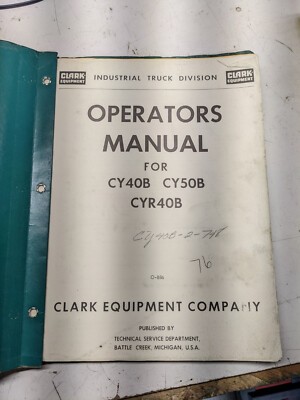 CLARK EQUIPMENT INDUSTRIAL TRUCK DIVISION CLARK EQUIPMENT
OPERATORS
MANUAL
FOR
CY40B CY50B
CYR40B
76
CLARK EQUIPMENT COMPANY
PUBLISHED BY
TECHNICAL SERVICE DEPARTMENT,
BATTLE CREEK, MICHIGAN, U.S.A.